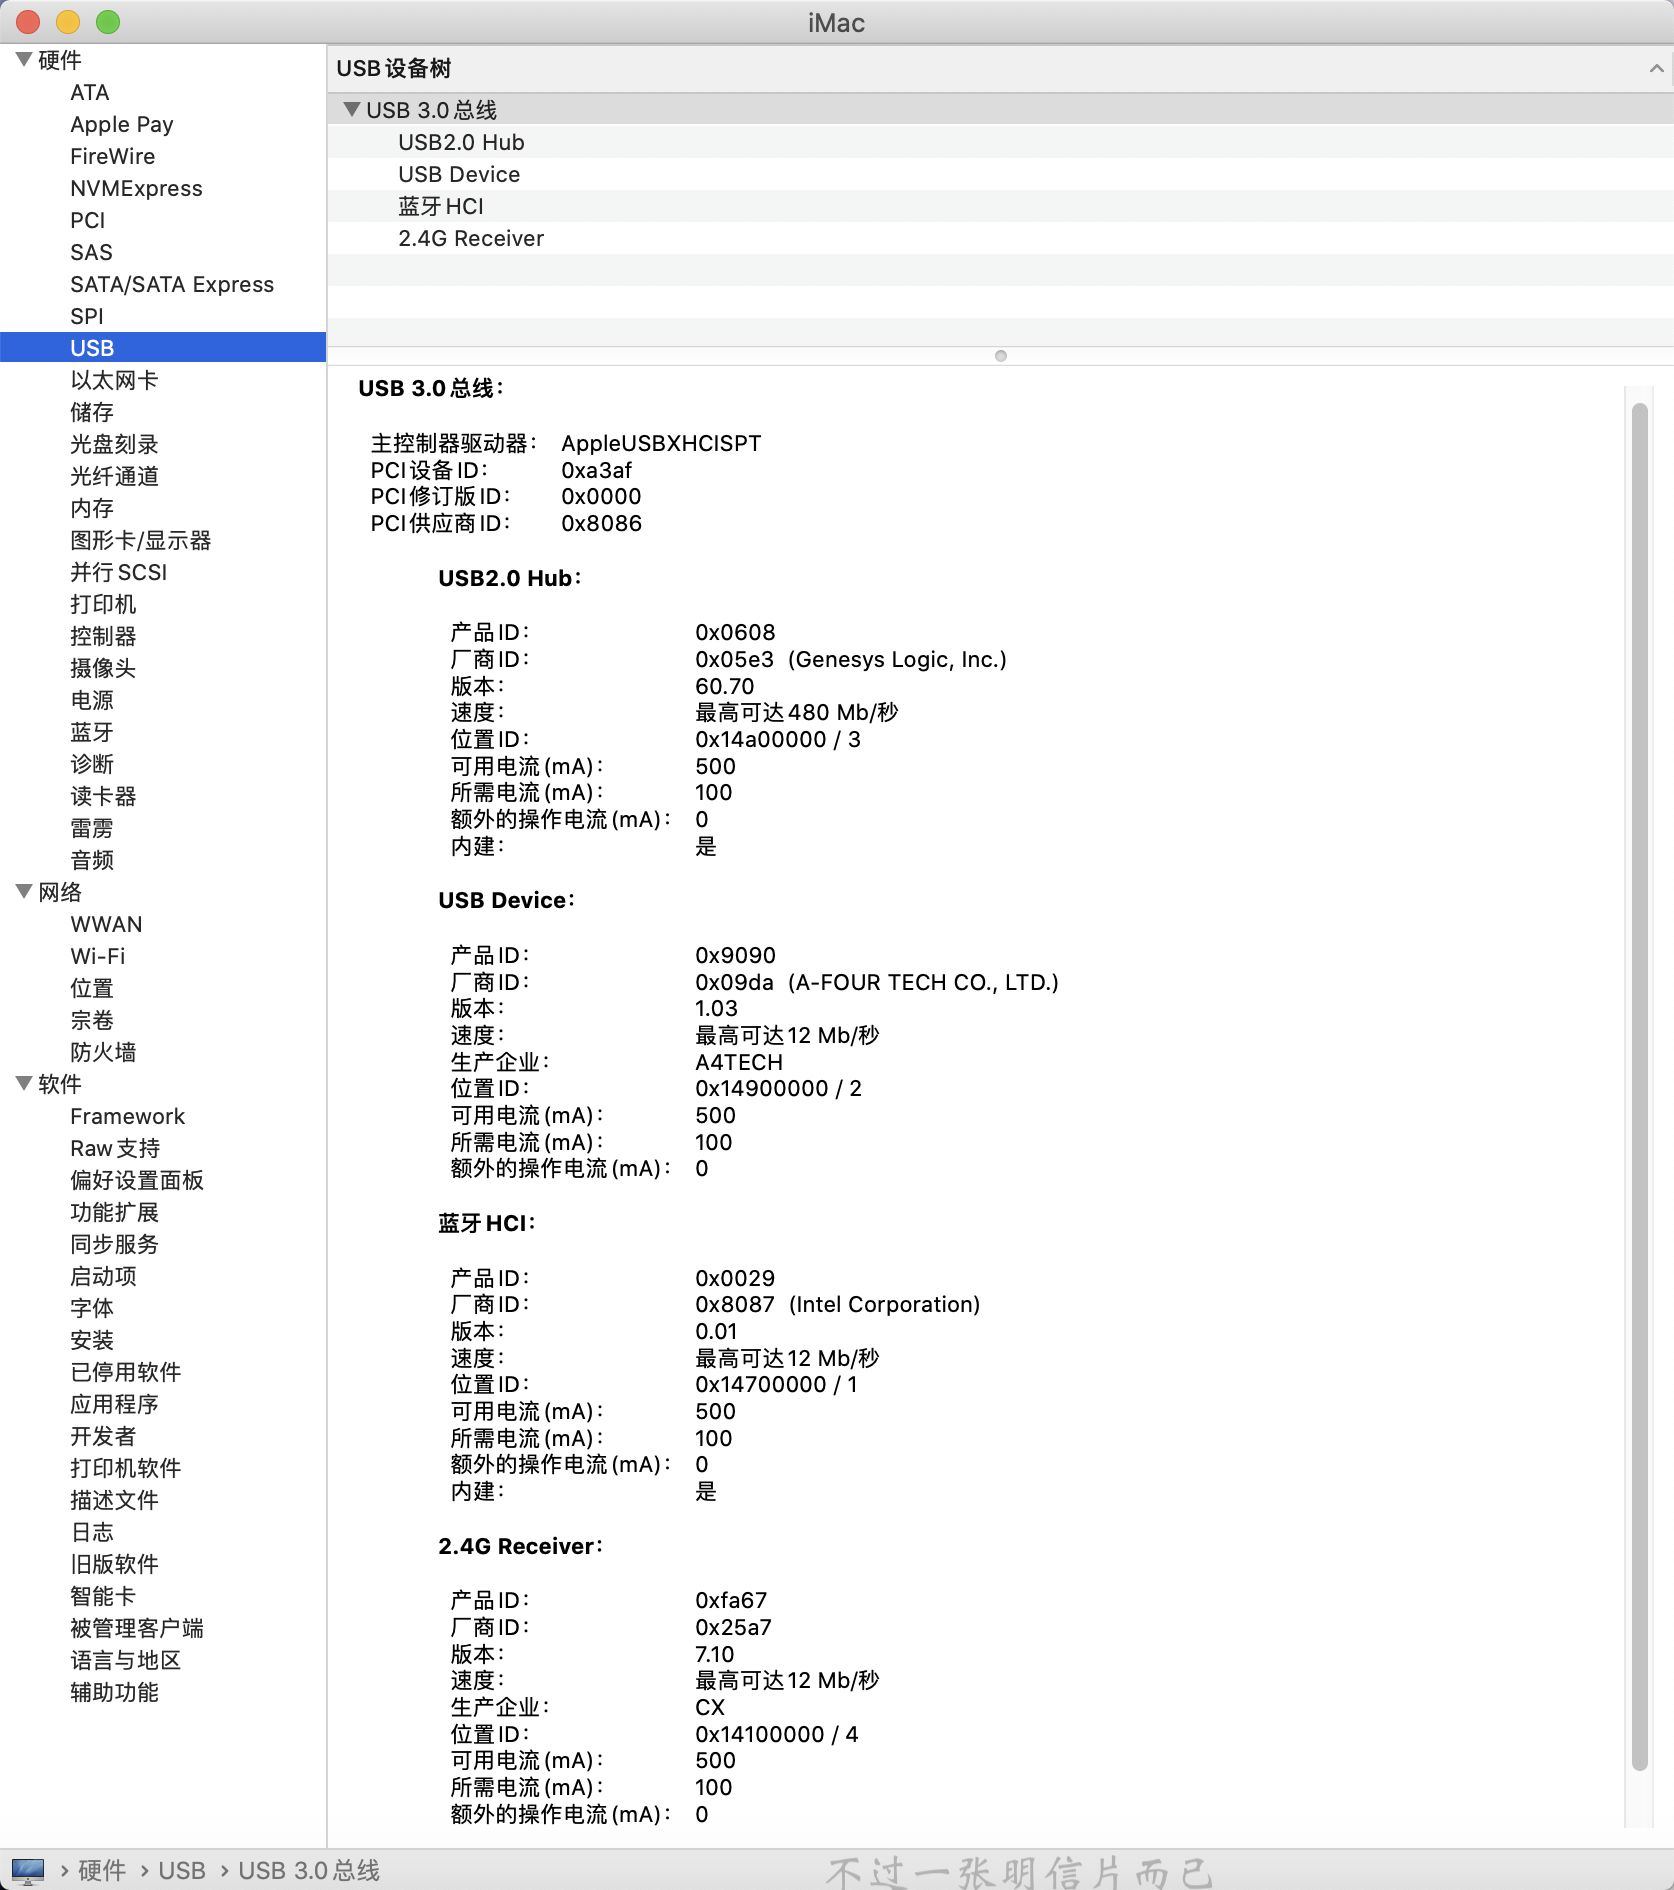 iMac
硬件
ATA
Apple Pay
FireWire
NVMExpress
PCI
SAS
SATA/SATA Express
SPI
USB
以太网卡
储存
光盘刻录
光纤通道
内存
图形卡/显示器
并行 SCSI
打印机
控制器
摄像头
电源
蓝牙
诊断
读卡器
雷雳
音频
网络
WWAN
Wi-Fi
位置
宗卷
防火墙
软件
Framework
Raw 支持
偏好设置面板
功能扩展
同步服务
启动项
字体
安装
已停用软件
应用程序
开发者
打印机软件
描述文件
日志
旧版软件
智能卡
被管理客户端
语言与地区
辅助功能
USB 设备树
USB 3.0 总线
USB2.0 Hub
USB Device
蓝牙 HCI
2.4G Receiver
USB 3.0 总线：
主控制器驱动器： AppleUSBXHCISPT
PCI 设备 ID： 0xa3af
PCI 修订版 ID： 0x0000
PCI 供应商 ID： 0x8086
USB2.0 Hub：
产品 ID： 0x0608
厂商 ID： 0x05e3 (Genesys Logic, Inc.)
版本： 60.70
速度： 最高可达 480 Mb/秒
位置 ID： 0x14a00000 / 3
可用电流 (mA)： 500
所需电流 (mA)： 100
额外的操作电流 (mA)： 0
内建： 是
USB Device：
产品 ID： 0x9090
厂商 ID： 0x09da (A-FOUR TECH CO., LTD.)
版本： 1.03
速度： 最高可达 12 Mb/秒
生产企业： A4TECH
位置 ID： 0x14900000 / 2
可用电流 (mA)： 500
所需电流 (mA)： 100
额外的操作电流 (mA)： 0
蓝牙 HCI：
产品 ID： 0x0029
厂商 ID： 0x8087 (Intel Corporation)
版本： 0.01
速度： 最高可达 12 Mb/秒
位置 ID： 0x14700000 / 1
可用电流 (mA)： 500
所需电流 (mA)： 100
额外的操作电流 (mA)： 0
内建： 是
2.4G Receiver：
产品 ID： 0xfa67
厂商 ID： 0x25a7
版本： 7.10
速度： 最高可达 12 Mb/秒
生产企业： CX
位置 ID： 0x14100000 / 4
可用电流 (mA)： 500
所需电流 (mA)： 100
额外的操作电流 (mA)： 0
› 硬件 › USB › USB 3.0 总线
不过一张明信片而已